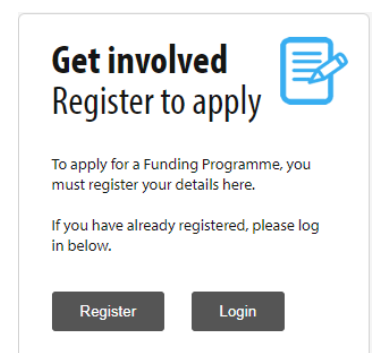 Get involved
Register to apply
To apply for a Funding Programme, you
must register your details here.
If you have already registered, please log
in below.
Register
Login